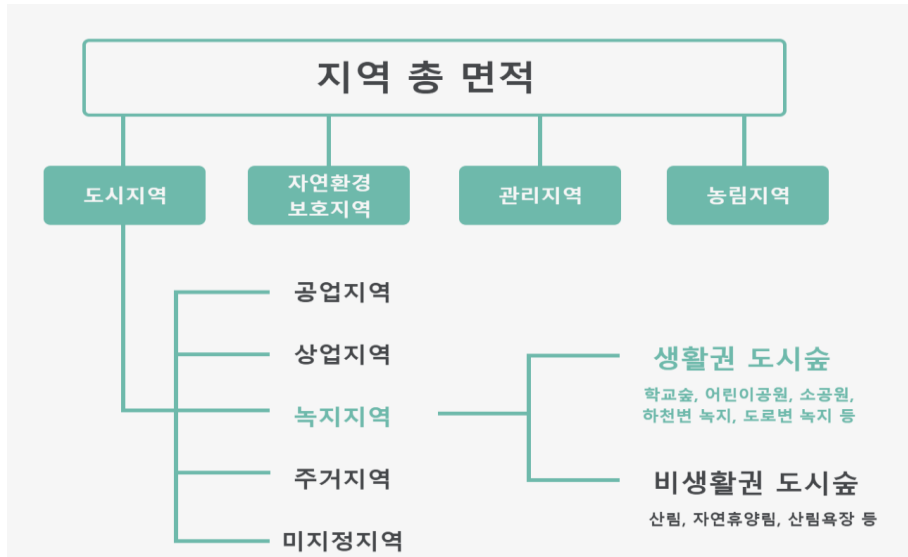 지역 총 면적
도시지역
자연환경
보호지역
관리지역
농림지역
공업지역
상업지역
녹지지역
주거지역
미지정지역
생활권 도시숲
학교숲, 어린이공원, 소공원,
하천변 녹지, 도로변 녹지 등
비생활권 도시숲
산림, 자연휴양림, 산림욕장 등